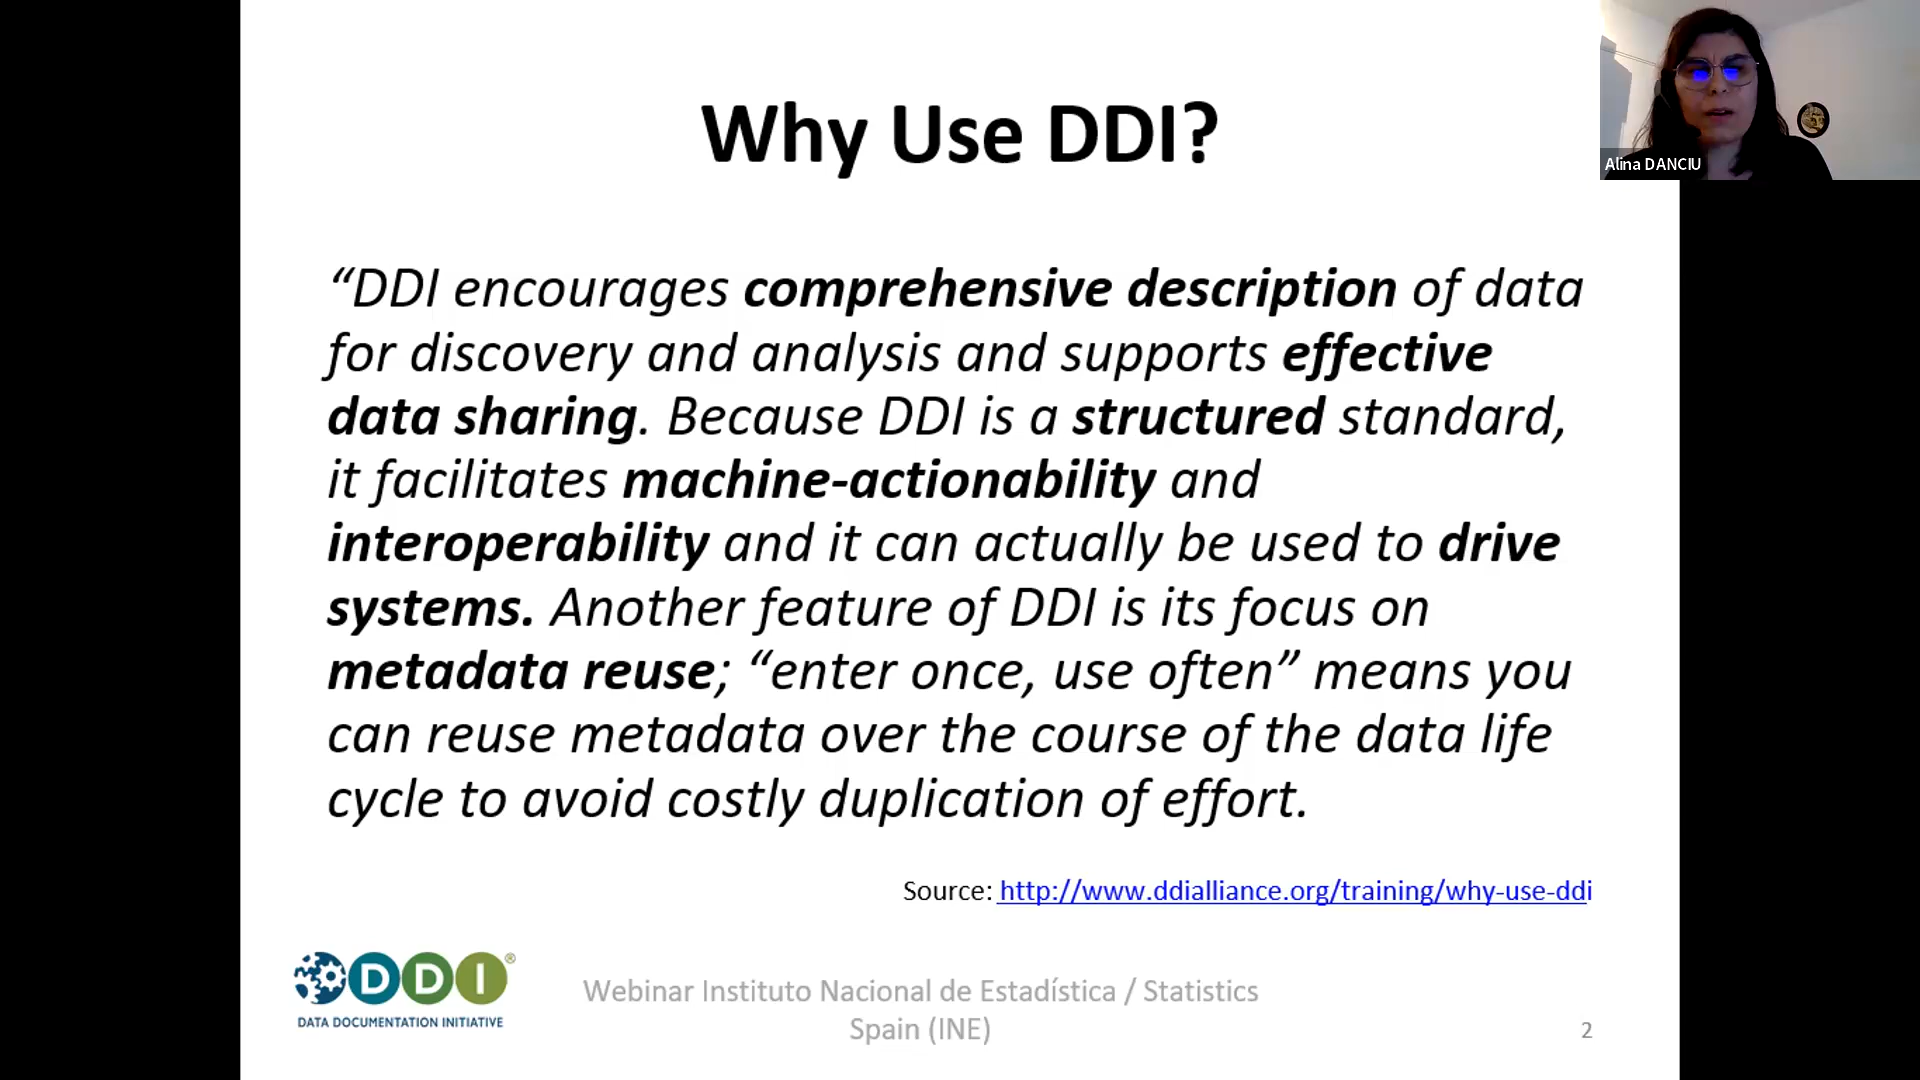 Why Use DDI?
Alina DANCIU
“DDI encourages comprehensive description of data
for discovery and analysis and supports effective
data sharing. Because DDI is a structured standard,
it facilitates machine-actionability and
interoperability and it can actually be used to drive
systems. Another feature of DDI is its focus on
metadata reuse; “enter once, use often” means you
can reuse metadata over the course of the data life
cycle to avoid costly duplication of effort.
Source: http://www.ddialliance.org/training/why-use-ddi
DDI®
DATA DOCUMENTATION INITIATIVE
Webinar Instituto Nacional de Estadística / Statistics
Spain (INE)
2